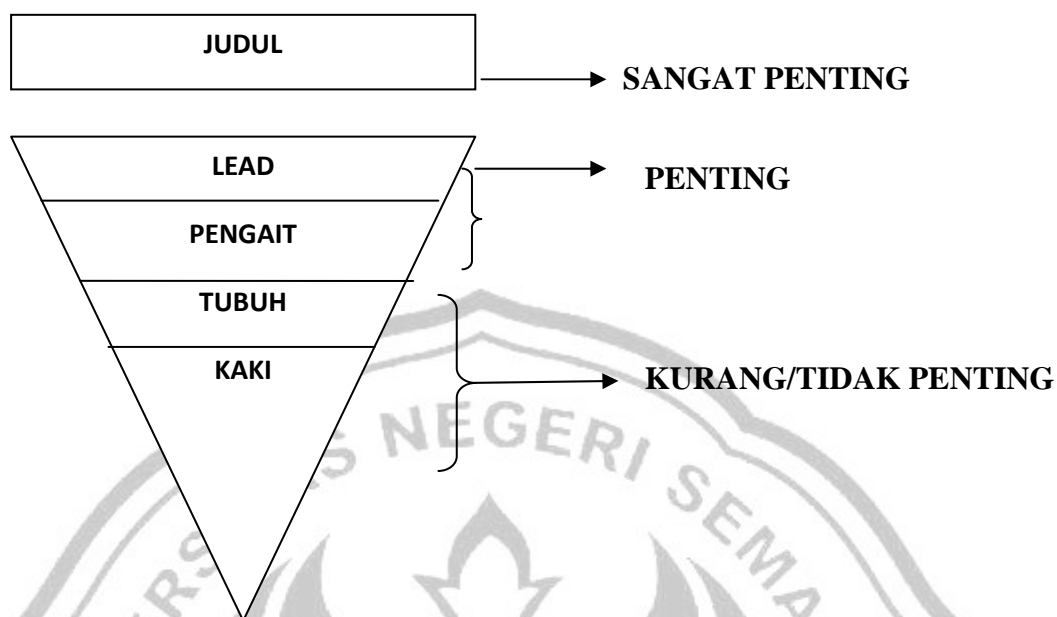 JUDUL
SANGAT PENTING
LEAD
PENTING
PENGAIT
TUBUH
KAKI
KURANG/TIDAK PENTING
NEGERI